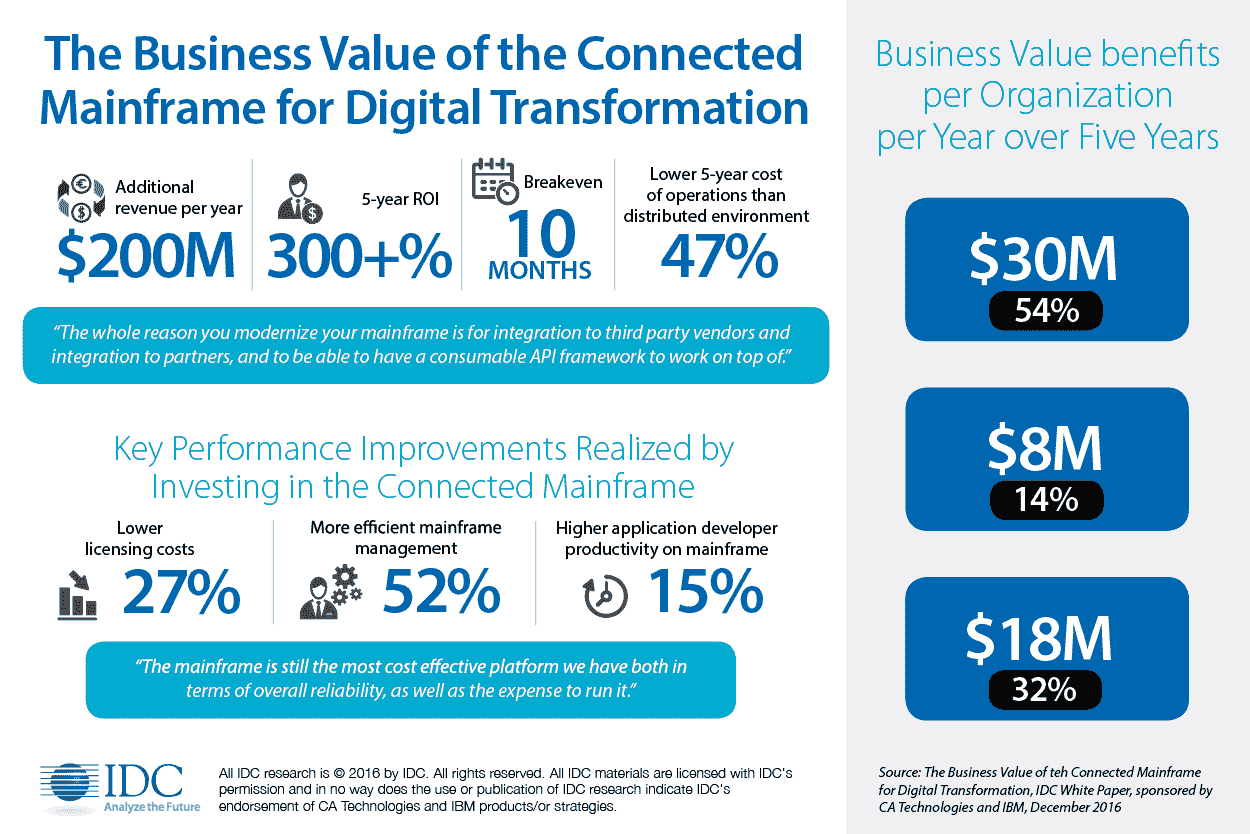 The Business Value of the Connected
Mainframe for Digital Transformation
Additional
revenue per year
$200M
5-year ROI
300+%
Breakeven
10
MONTHS
Lower 5-year cost
of operations than
distributed environment
47%
“The whole reason you modernize your mainframe is for integration to third party vendors and
integration to partners, and to be able to have a consumable API framework to work on top of.”
Key Performance Improvements Realized by
Investing in the Connected Mainframe
Lower
licensing costs
27%
More efficient mainframe
management
52%
Higher application developer
productivity on mainframe
15%
“The mainframe is still the most cost effective platform we have both in
terms of overall reliability, as well as the expense to run it.”
IDC
Analyze the Future
All IDC research is © 2016 by IDC. All rights reserved. All IDC materials are licensed with IDC's
permission and in no way does the use or publication of IDC research indicate IDC's
endorsement of CA Technologies and IBM products/or strategies.
Business Value benefits
per Organization
per Year over Five Years
$30M
54%
$8M
14%
$18M
32%
Source: The Business Value of teh Connected Mainframe
for Digital Transformation, IDC White Paper, sponsored by
CA Technologies and IBM, December 2016